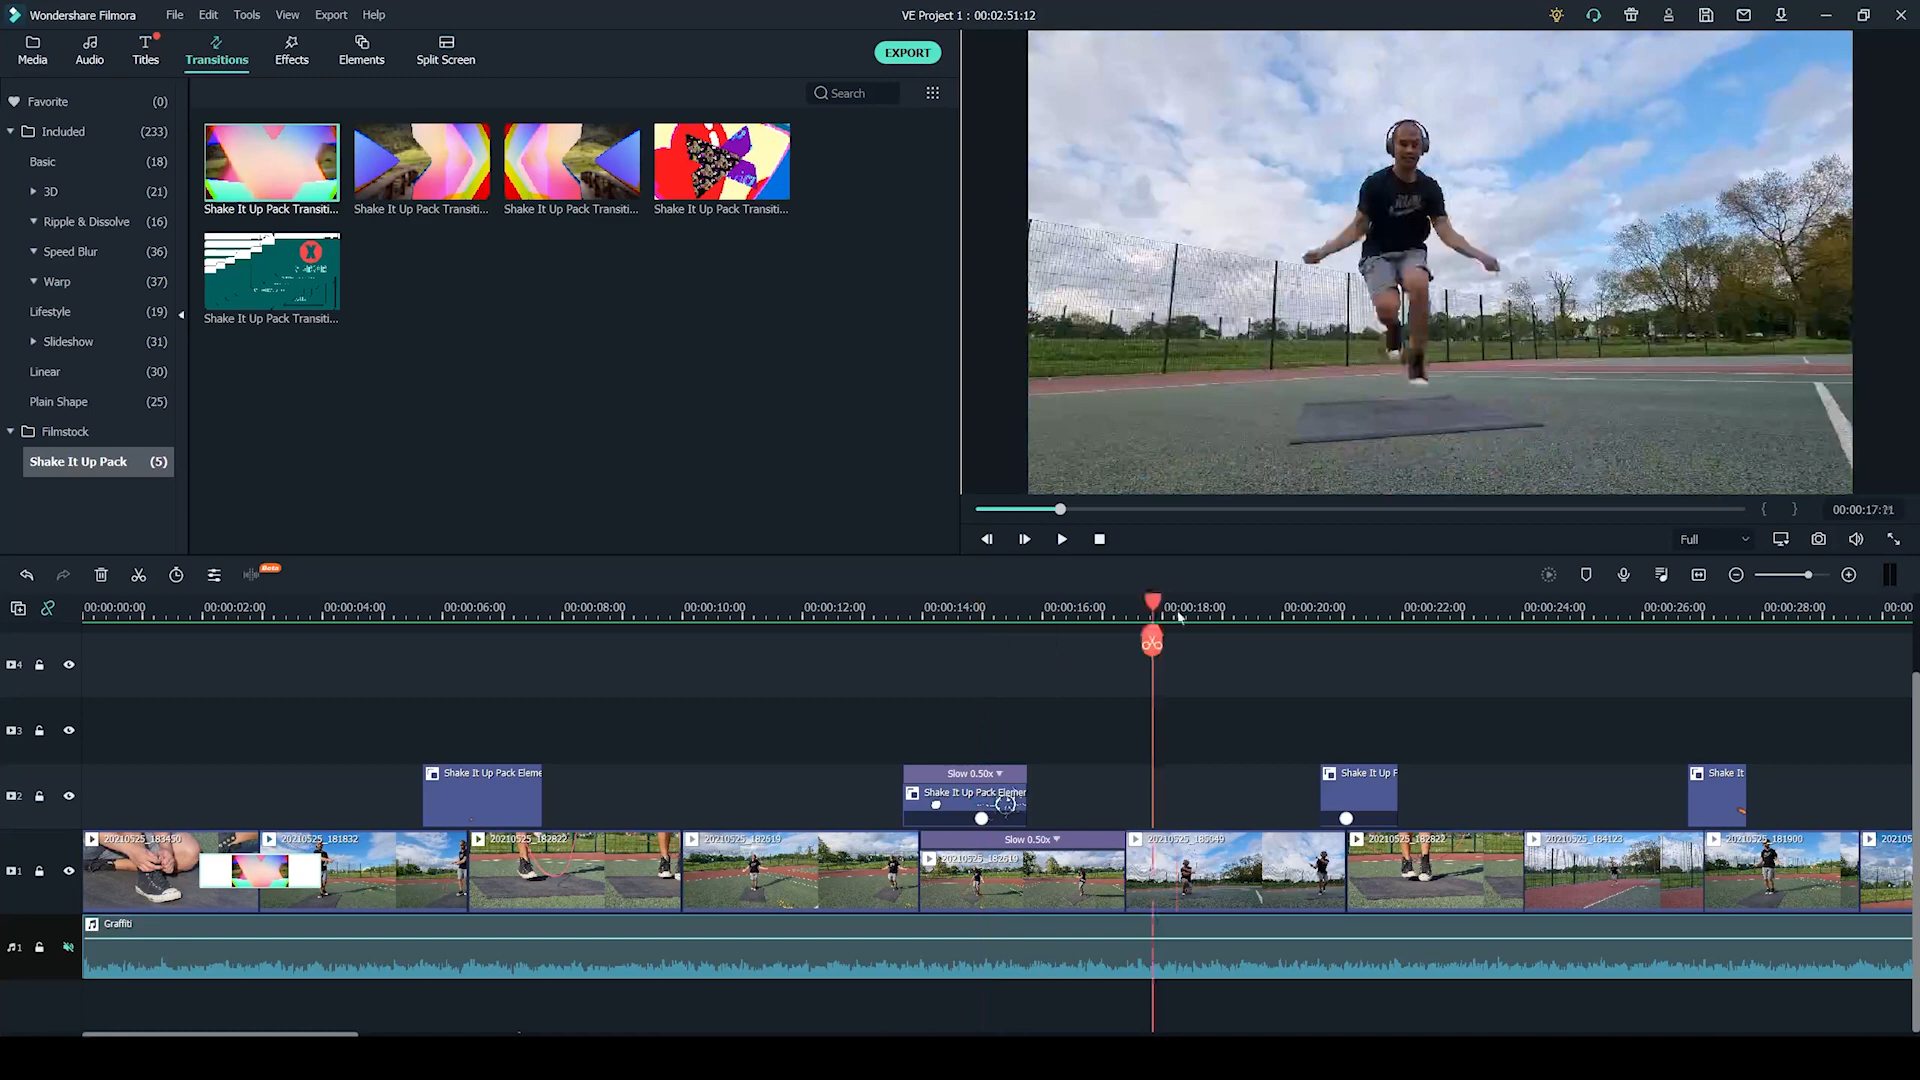 Wondershare Filmora
File
Edit
Tools
View
Export
Help
VE Project 1 : 00:02:51:12
Media
Audio
Titles
Transitions
Effects
Elements
Split Screen
EXPORT
Favorite (0)
Included (233)
Basic (18)
3D (21)
Ripple & Dissolve (16)
Speed Blur (36)
Warp (37)
Lifestyle (19)
Slideshow (31)
Linear (30)
Plain Shape (25)
Filmstock
Shake It Up Pack (5)
Search
Shake It Up Pack Transiti...
Shake It Up Pack Transiti...
Shake It Up Pack Transiti...
Shake It Up Pack Transiti...
Shake It Up Pack Transiti...
{ }
Full
Beta
00:00:00:00
00:00:02:00
00:00:04:00
00:00:06:00
00:00:08:00
00:00:10:00
00:00:12:00
00:00:14:00
00:00:16:00
00:00:18:00
00:00:20:00
00:00:22:00
00:00:24:00
00:00:26:00
00:00:28:00
00:00
4
3
2
Shake It Up Pack Eleme
Slow 0.50x
Shake It Up Pack Elemer
Shake It Up F
Shake It
1
20210525_183450
20210525_181832
20210525_182822
20210525_182619
Slow 0.50x
20210525_182619
20210525_185049
20210525_182822
20210525_184123
20210525_181900
202105
1
Graffiti